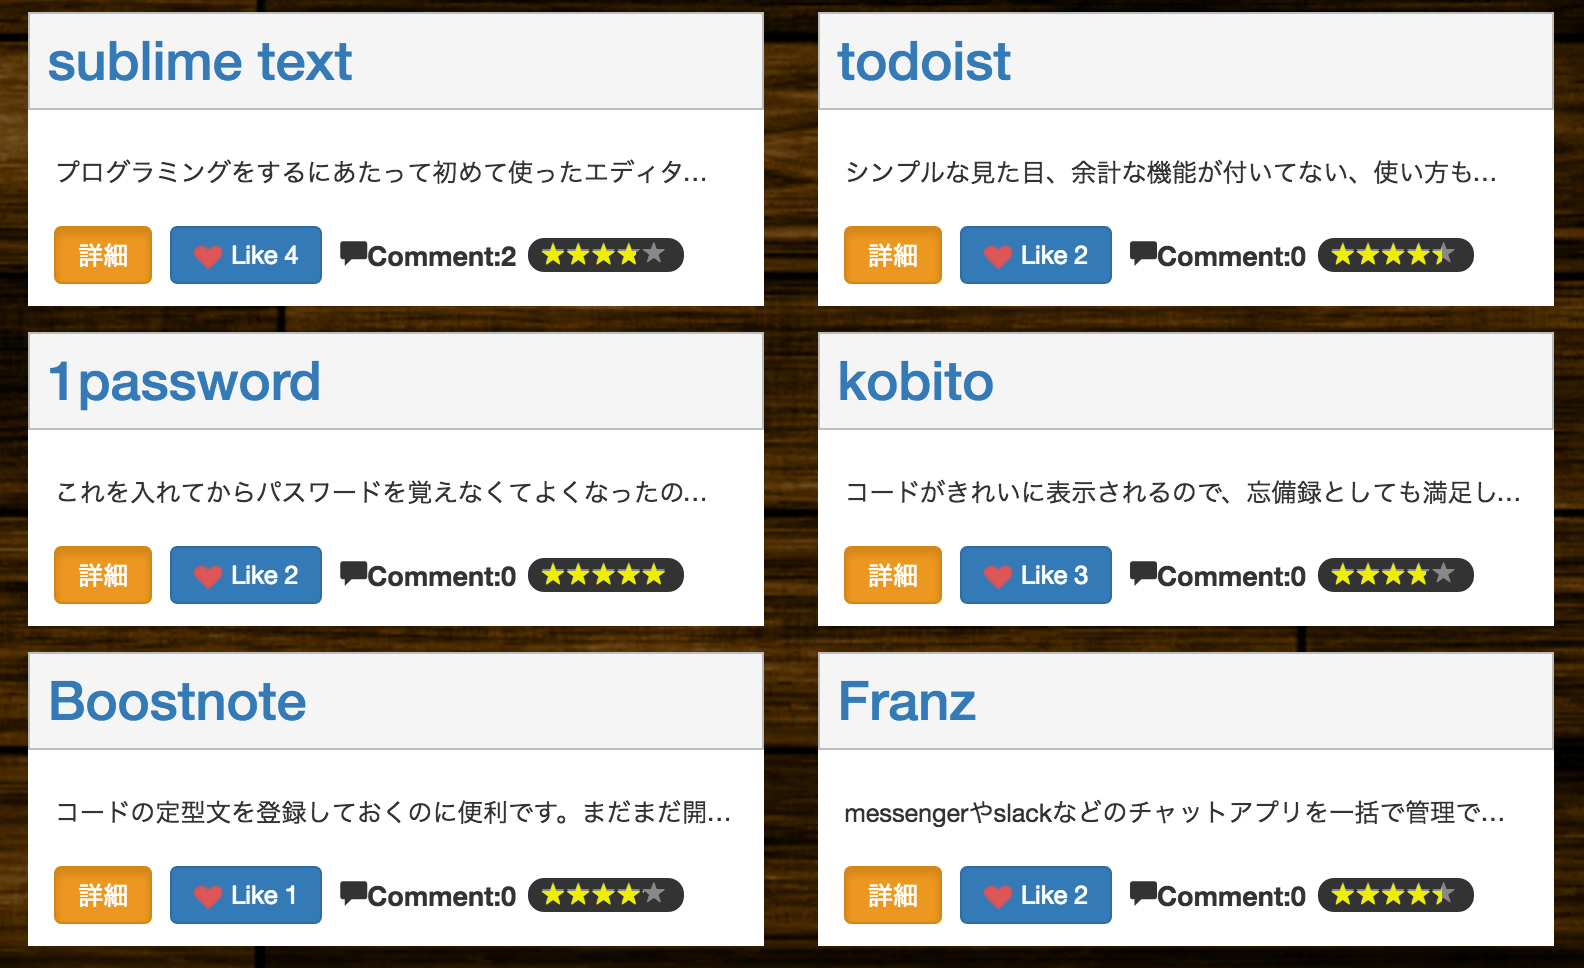 sublime text
プログラミングをするにあたって初めて使ったエディタ...
詳細 Like 4 Comment:2
todoist
シンプルな見た目、余計な機能が付いてない、使い方も...
詳細 Like 2 Comment:0
1password
これを入れてからパスワードを覚えなくてよくなったの...
詳細 Like 2 Comment:0
kobito
コードがきれいに表示されるので、忘備録としても満足し...
詳細 Like 3 Comment:0
Boostnote
コードの定型文を登録しておくのに便利です。まだまだ開...
詳細 Like 1 Comment:0
Franz
messengerやslackなどのチャットアプリを一括で管理で...
詳細 Like 2 Comment:0